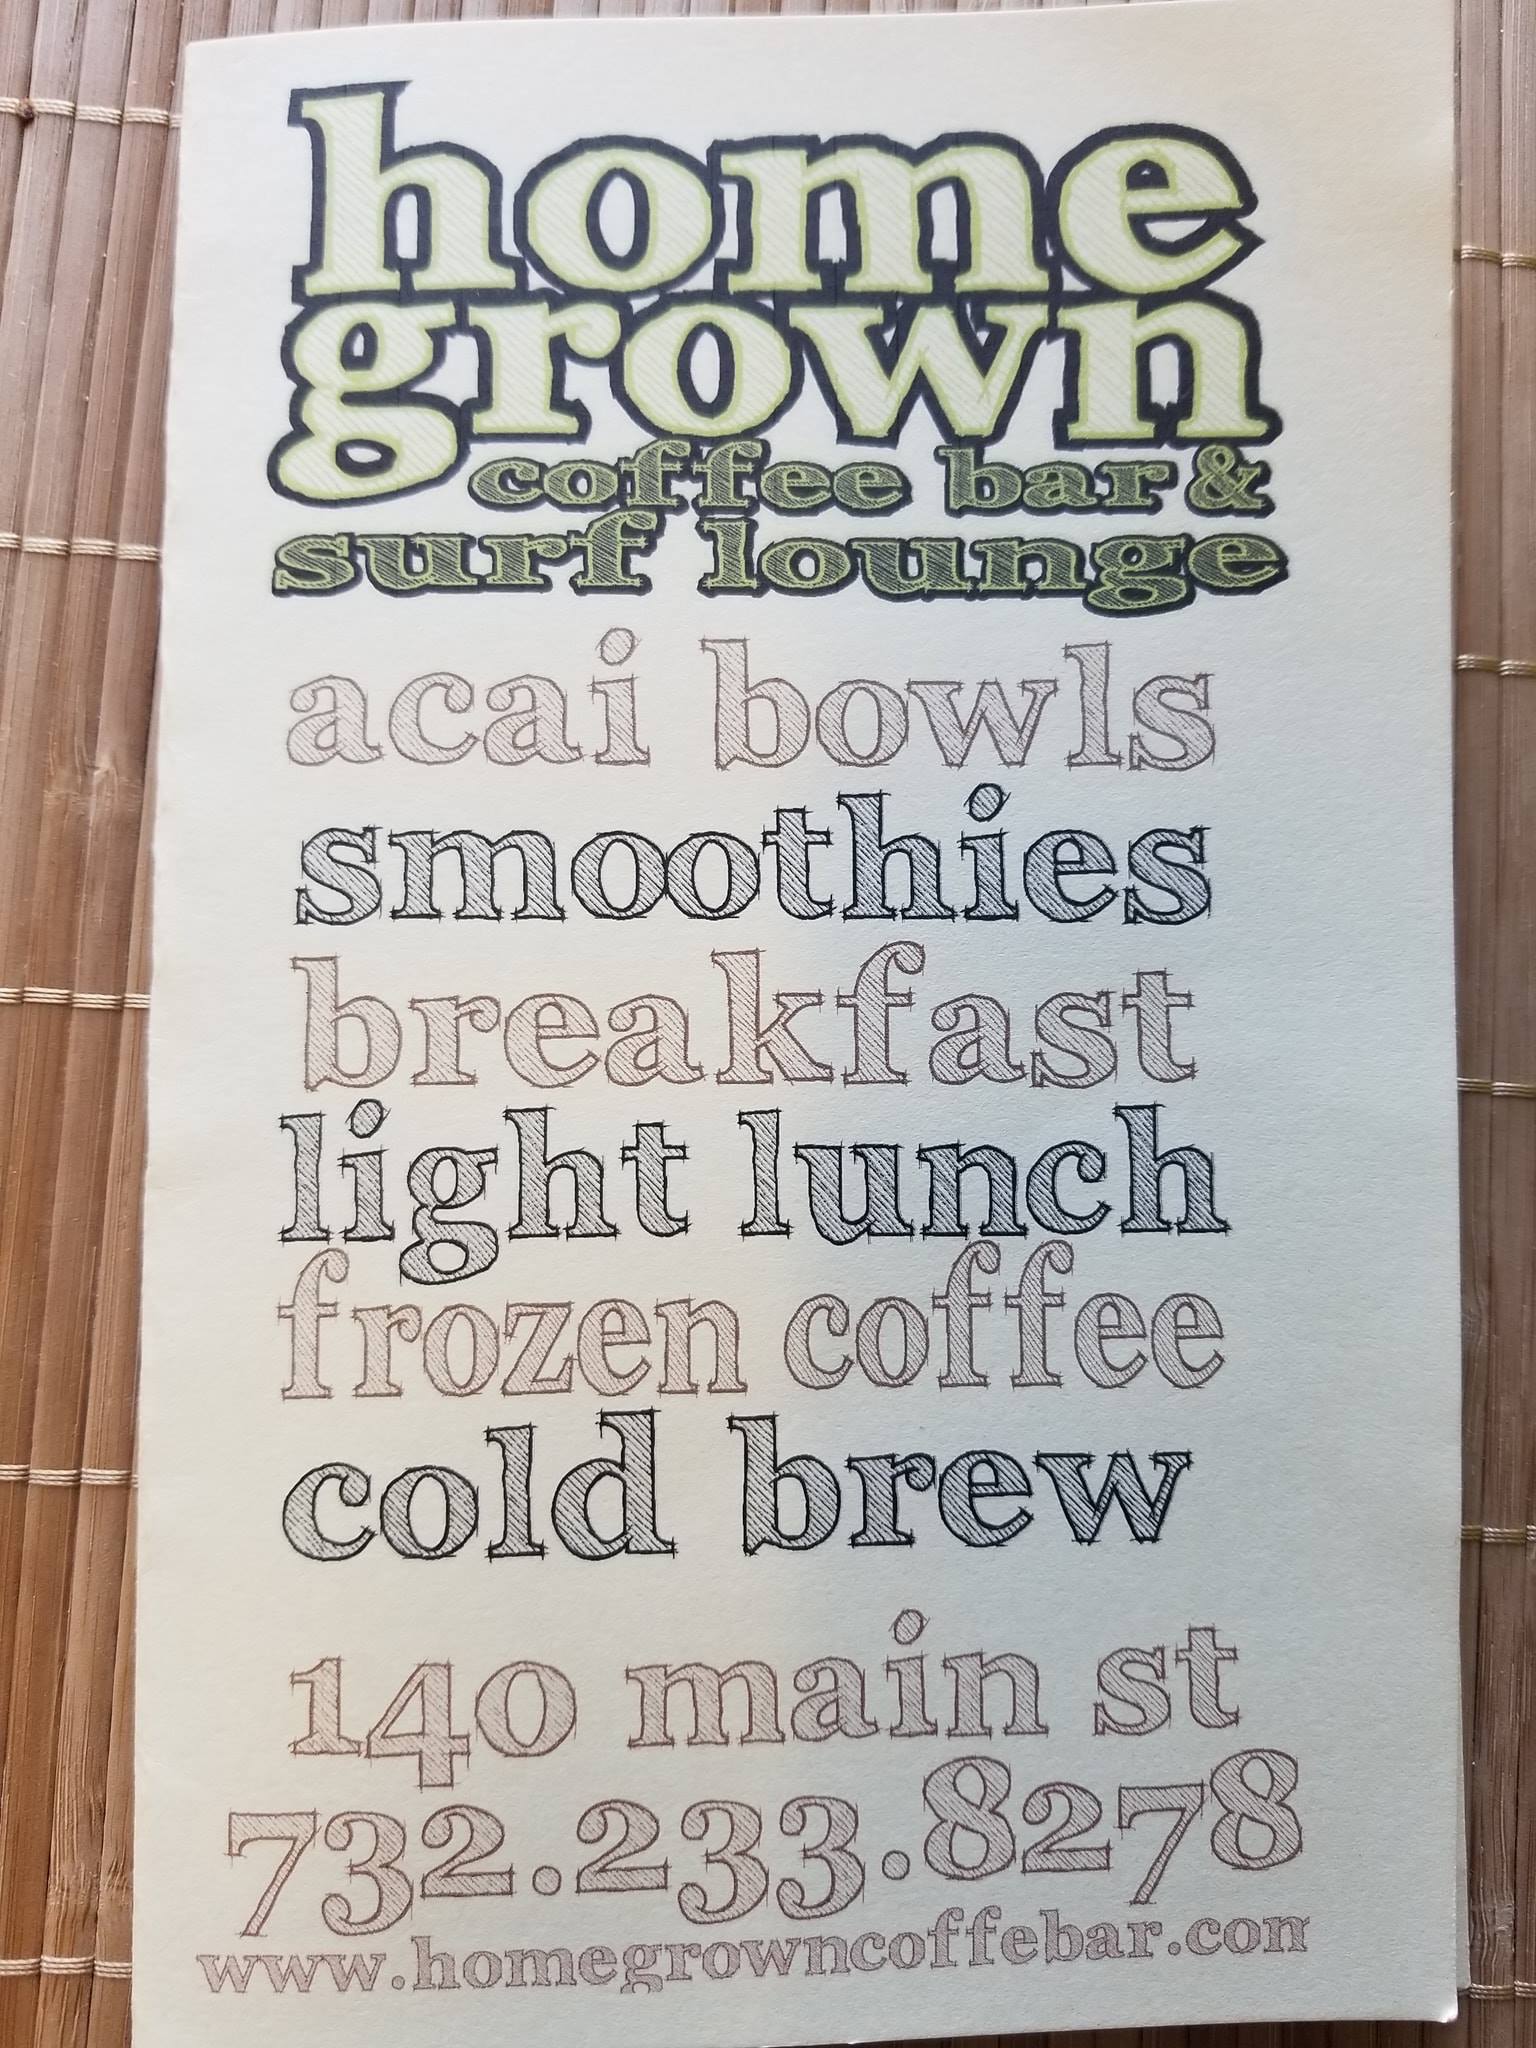 home
grown
coffee bar &
surf lounge
acai bowls
smoothies
breakfast
light lunch
frozen coffee
cold brew
140 main st
732.233.8278
www.homegrowncoffebar.com